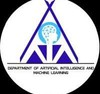 DEPARTMENT OF ARTIFICIAL INTELLIGENCE AND
MACHINE LEARNING